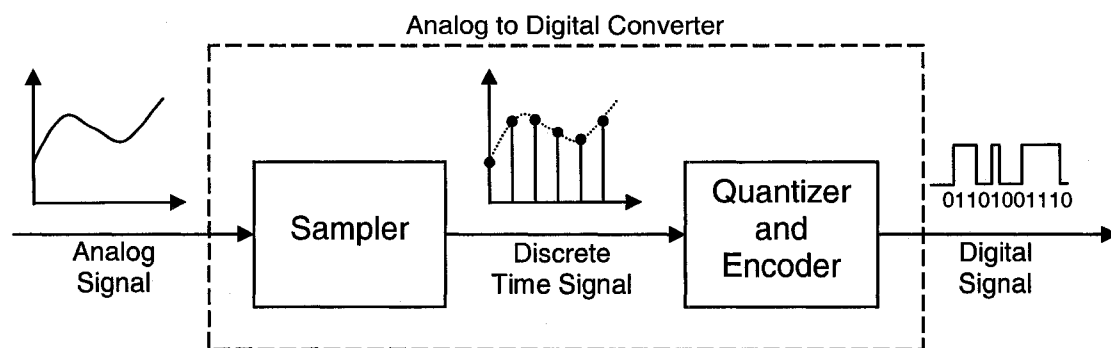 Analog to Digital Converter
Analog
Signal
Sampler
Discrete
Time Signal
Quantizer
and
Encoder
01101001110
Digital
Signal